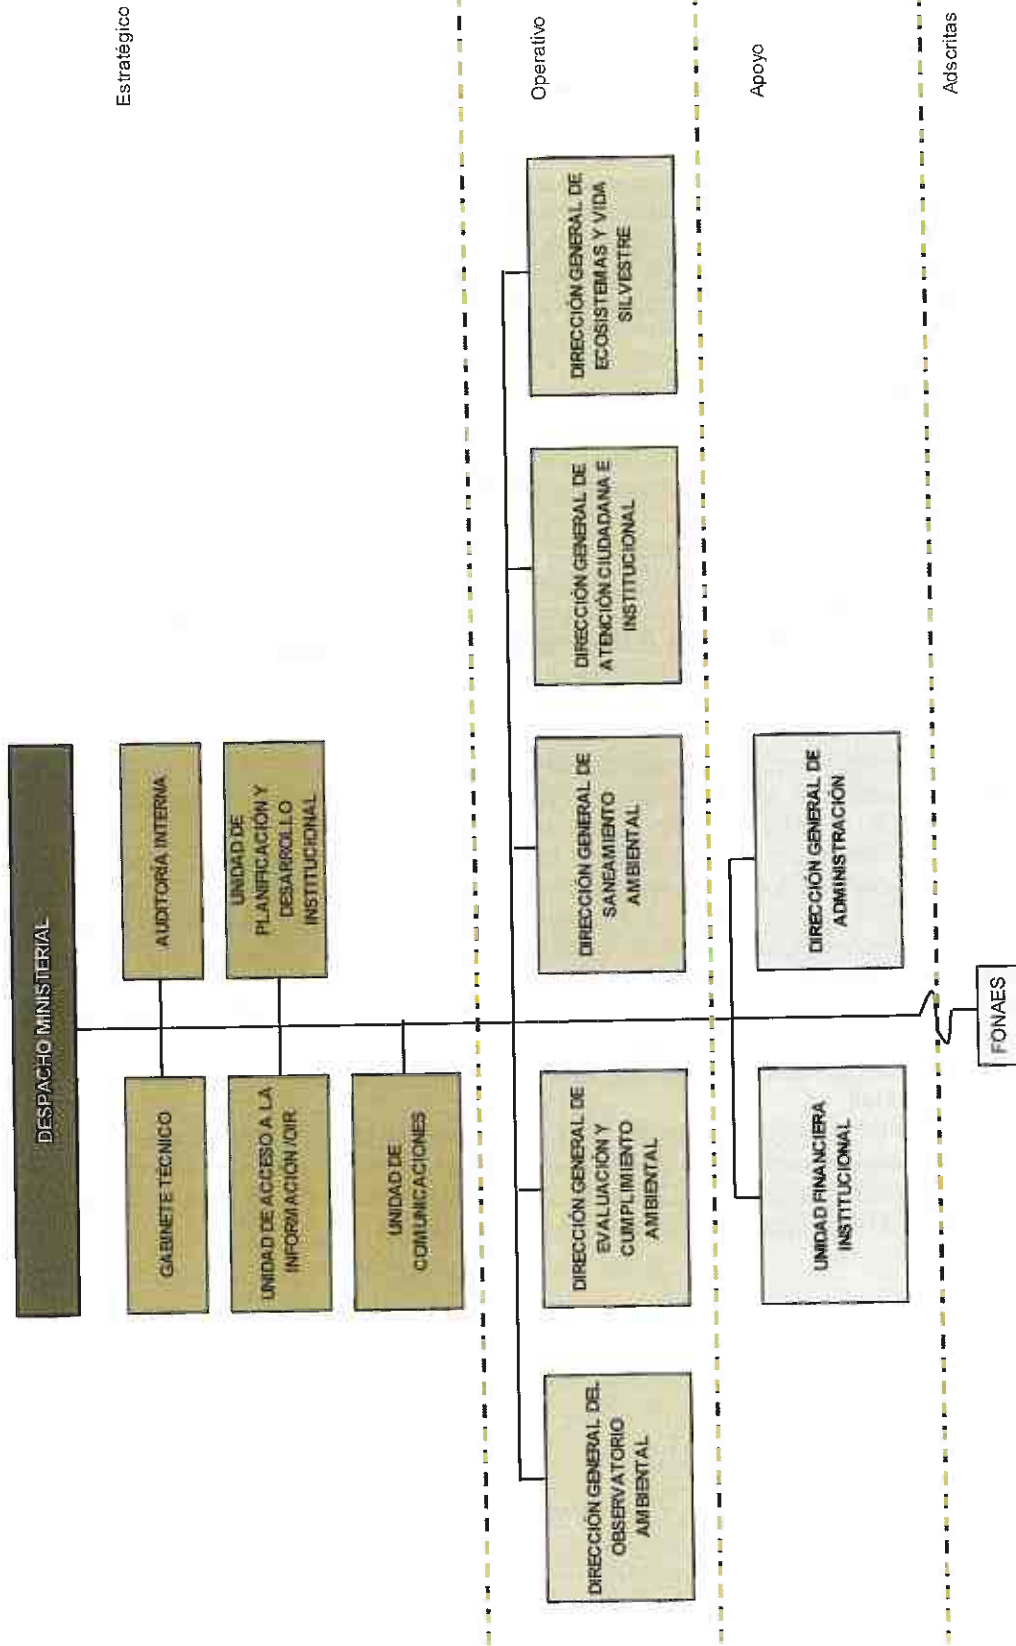 DESPACHO MINISTERIAL
Estratégico
GABINETE TÉCNICO
AUDITORÍA INTERNA
UNIDAD DE ACCESO A LA
INFORMACIÓN /OIR
UNIDAD DE
PLANIFICACIÓN Y
DESARROLLO
INSTITUCIONAL
UNIDAD DE
COMUNICACIONES
Operativo
DIRECCIÓN GENERAL DEL
OBSERVATORIO
AMBIENTAL
DIRECCIÓN GENERAL DE
EVALUACIÓN Y
CUMPLIMIENTO
AMBIENTAL
DIRECCIÓN GENERAL DE
SANEAMIENTO
AMBIENTAL
DIRECCIÓN GENERAL DE
ATENCIÓN CIUDADANA E
INSTITUCIONAL
DIRECCIÓN GENERAL DE
ECOSISTEMAS Y VIDA
SILVESTRE
Apoyo
UNIDAD FINANCIERA
INSTITUCIONAL
DIRECCIÓN GENERAL DE
ADMINISTRACIÓN
Adscritas
FONAES